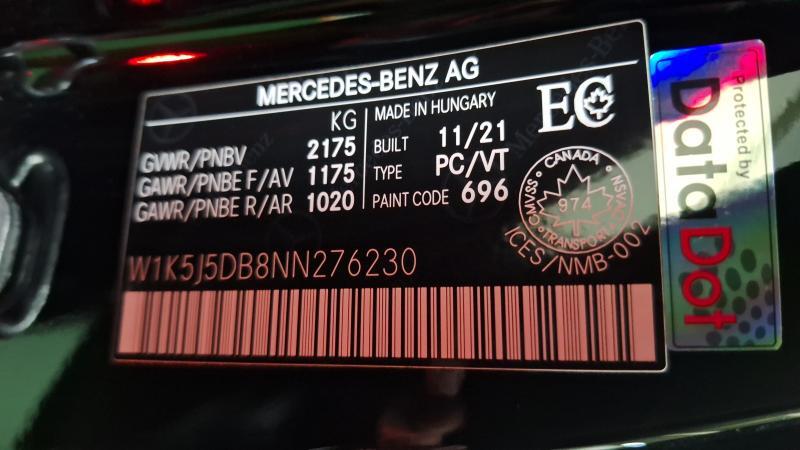 MERCEDES-BENZ AG
KG
GVWR/PNBV 2175
GAWR/PNBE F/AV 1175
GAWR/PNBE R/AR 1020
MADE IN HUNGARY
BUILT 11/21
TYPE PC/VT
PAINT CODE 696
EC
CANADA
CMVSS NSVAC
974
TRANSPORT
ICES/NMB-002
W1K5J5DB8NN276230
Protected by
DataDot